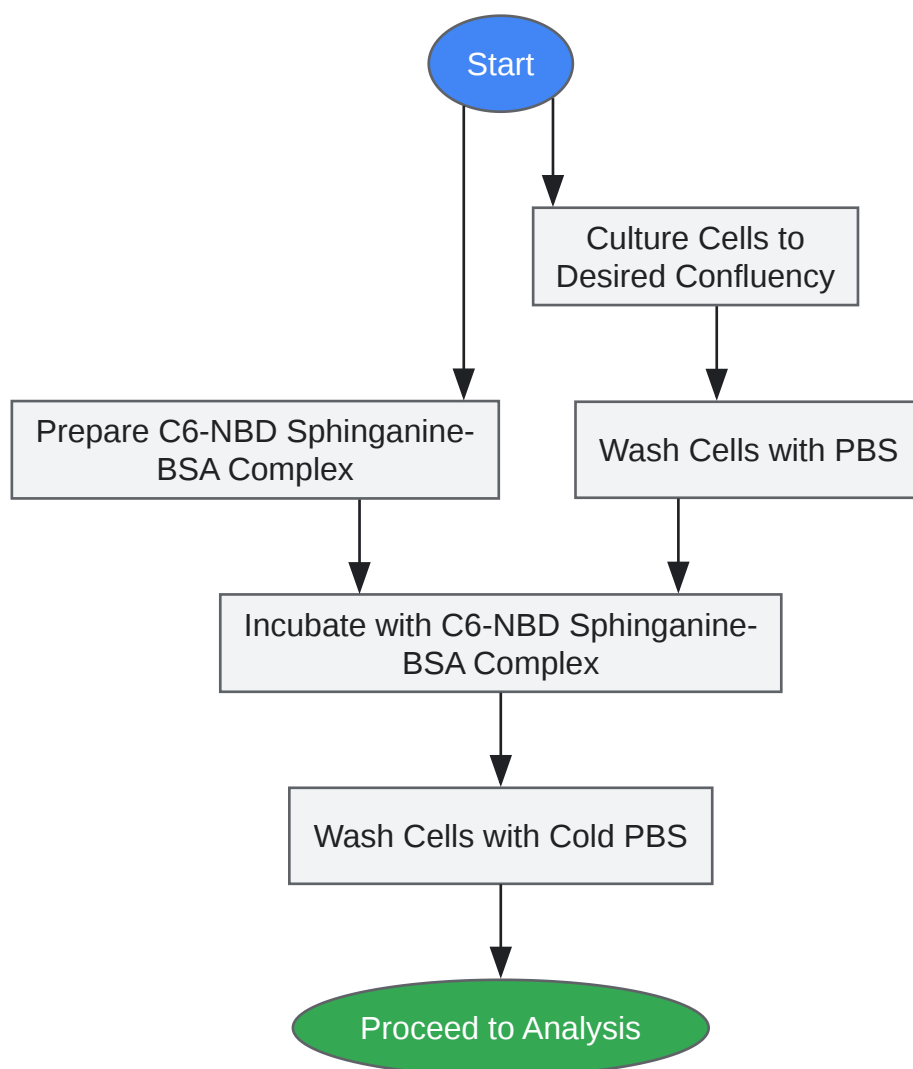 Start
Culture Cells to
Desired Confluency
Prepare C6-NBD Sphinganine-
BSA Complex
Wash Cells with PBS
Incubate with C6-NBD Sphinganine-
BSA Complex
Wash Cells with Cold PBS
Proceed to Analysis